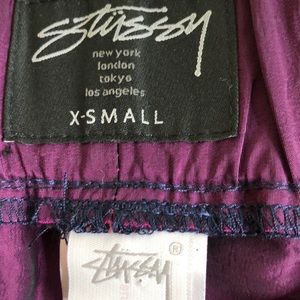 Stüssy
new york
london
tokyo
los angeles
X-SMALL
Stüssy ®